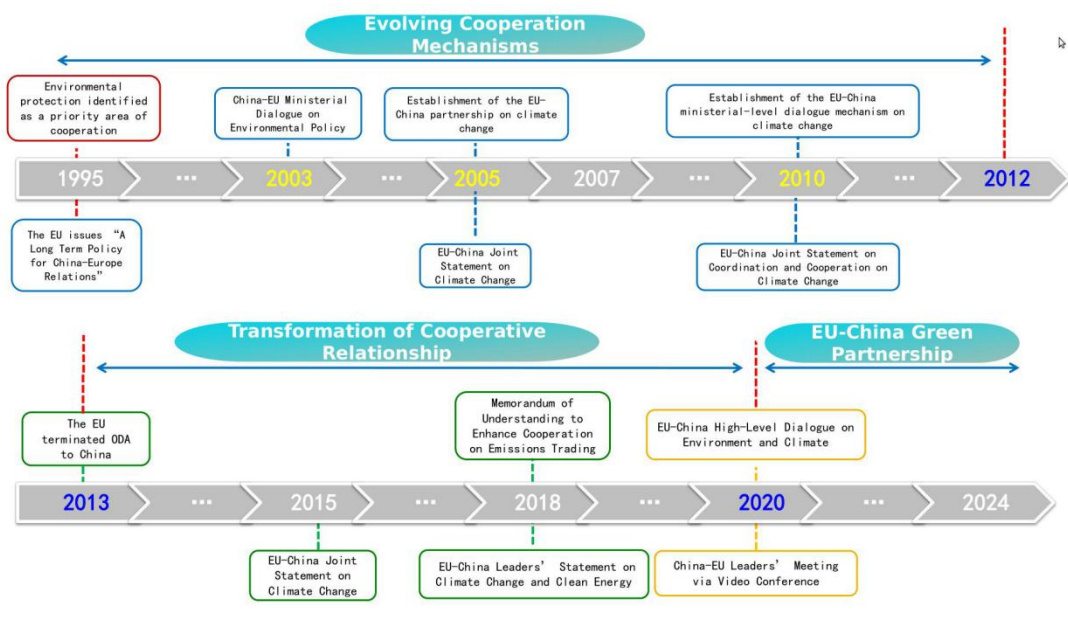 Evolving Cooperation
Mechanisms
Environmental
protection identified
as a priority area of
cooperation
China-EU Ministerial
Dialogue on
Environmental Policy
Establishment of the EU-
China partnership on climate
change
Establishment of the EU-China
ministerial-level dialogue mechanism on
climate change
1995 ... 2003 ... 2005 2007 ... 2010 ... 2012
The EU issues “A
Long Term Policy
for China-Europe
Relations”
EU-China Joint
Statement on
Climate Change
EU-China Joint Statement on
Coordination and Cooperation on
Climate Change
Transformation of Cooperative
Relationship
EU-China Green
Partnership
The EU
terminated ODA
to China
Memorandum of
Understanding to
Enhance Cooperation
on Emissions Trading
EU-China High-Level Dialogue on
Environment and Climate
2013 ... 2015 ... 2018 ... 2020 ... 2024
EU-China Joint
Statement on
Climate Change
EU-China Leaders’ Statement on
Climate Change and Clean Energy
China-EU Leaders’ Meeting
via Video Conference